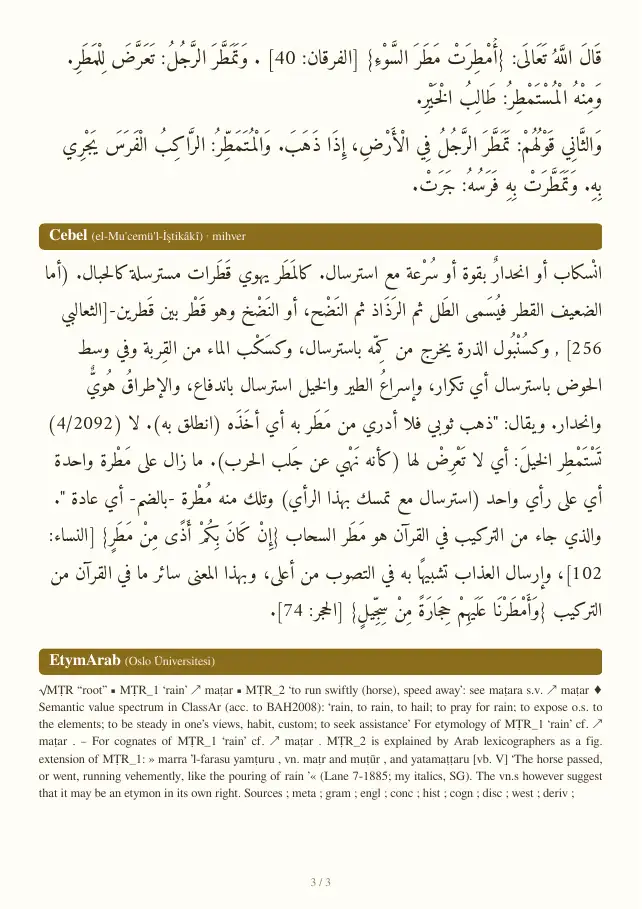 قَالَ اللَّهُ تَعَالَى: {أُمْطِرَتْ مَطَرَ السَّوْءِ} [الفرقان: 40] . وَتَمَطَّرَ الرَّجُلُ: تَعَرَّضَ لِلْمَطَرِ.
وَمِنْهُ الْمُسْتَمْطِرُ: طَالِبُ الْخَيْرِ.
وَالثَّانِي قَوْلُهُمْ: تَمَطَّرَ الرَّجُلُ فِي الْأَرْضِ، إِذَا ذَهَبَ. وَالْمُتَمَطِّرُ: الرَّاكِبُ الْفَرَسَ يَجْرِي
بِهِ. وَتَمَطَّرَتْ بِهِ فَرَسُهُ: جَرَتْ.
Cebel (el-Mu'cemü'l-İştikâkî) · mihver
انْسكاب أو انحدارٌ بقوة أو سُرْعة مع استرسال. كالمَطَر يهوي قَطَرات مسترسلة كالحبال. (أما
الضعيف القطر فيُسَمى الطَل ثم الرَذَاذ ثم النَضْح، أو النَضْخ وهو قَطْر بين قَطرين-[الثعالبي
256] , وكسُنْبُول الذرة يخرج من كِمِّه باسترسال، وكسَكْب الماء من القِربة وفي وسط
الحوض باسترسال أي تكرار، وإسراعُ الطير والخيل استرسال باندفاع، والإطراقُ هُويٌّ
وانحدار. ويقال: "ذهب ثوبي فلا أدري من مَطَر به أي أخَذَه (انطلق به). لا (4/2092)
تَسْتَمْطِر الخيلَ: أي لا تَعْرِضْ لها (كأنه نَهْي عن جَلب الحرب). ما زال على مَطْرة واحدة
أي على رأي واحد (استرسال مع تمسك بهذا الرأي) وتلك منه مُطْرة -بالضم- أي عادة ".
والذي جاء من التركيب في القرآن هو مَطَر السحاب {إِنْ كَانَ بِكُمْ أَذًى مِنْ مَطَرٍ} [النساء:
102]، وإرسال العذاب تشبيهًا به في التصوب من أعلى، وبهذا المعنى سائر ما في القرآن من
التركيب {وَأَمْطَرْنَا عَلَيْهِمْ حِجَارَةً مِنْ سِجِّيلٍ} [الحجر: 74].
EtymArab (Oslo Üniversitesi)
√MṬR “root” ▪ MṬR_1 ‘rain’ ↗ maṭar ▪ MṬR_2 ‘to run swiftly (horse), speed away’: see maṭara s.v. ↗ maṭar ♦
Semantic value spectrum in ClassAr (acc. to BAH2008): ‘rain, to rain, to hail; to pray for rain; to expose o.s. to
the elements; to be steady in one’s views, habit, custom; to seek assistance’ For etymology of MṬR_1 ‘rain’ cf. ↗
maṭar . – For cognates of MṬR_1 ‘rain’ cf. ↗ maṭar . MṬR_2 is explained by Arab lexicographers as a fig.
extension of MṬR_1: » marra ’l-farasu yamṭuru , vn. maṭr and muṭūr , and yatamaṭṭaru [vb. V] ‘The horse passed,
or went, running vehemently, like the pouring of rain ’« (Lane 7-1885; my italics, SG). The vn.s however suggest
that it may be an etymon in its own right. Sources ; meta ; gram ; engl ; conc ; hist ; cogn ; disc ; west ; deriv ;
3 / 3